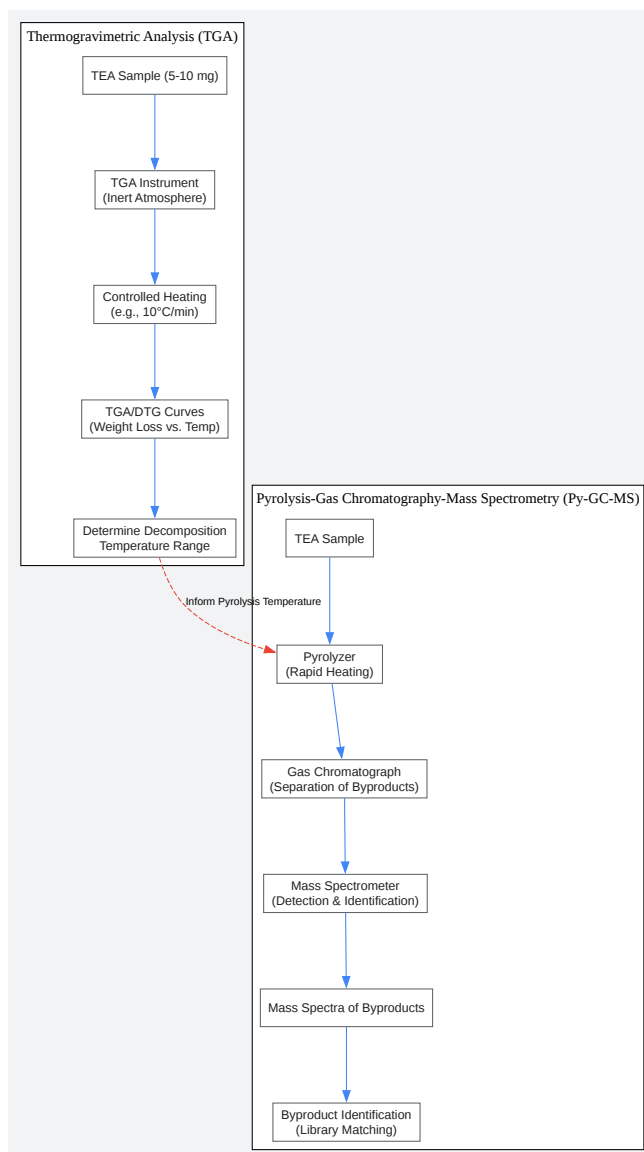 Thermogravimetric Analysis (TGA)
TEA Sample (5-10 mg)
TGA Instrument
(Inert Atmosphere)
Controlled Heating
(e.g., 10°C/min)
TGA/DTG Curves
(Weight Loss vs. Temp)
Determine Decomposition
Temperature Range
Inform Pyrolysis Temperature
Pyrolysis-Gas Chromatography-Mass Spectrometry (Py-GC-MS)
TEA Sample
Pyrolyzer
(Rapid Heating)
Gas Chromatograph
(Separation of Byproducts)
Mass Spectrometer
(Detection & Identification)
Mass Spectra of Byproducts
Byproduct Identification
(Library Matching)